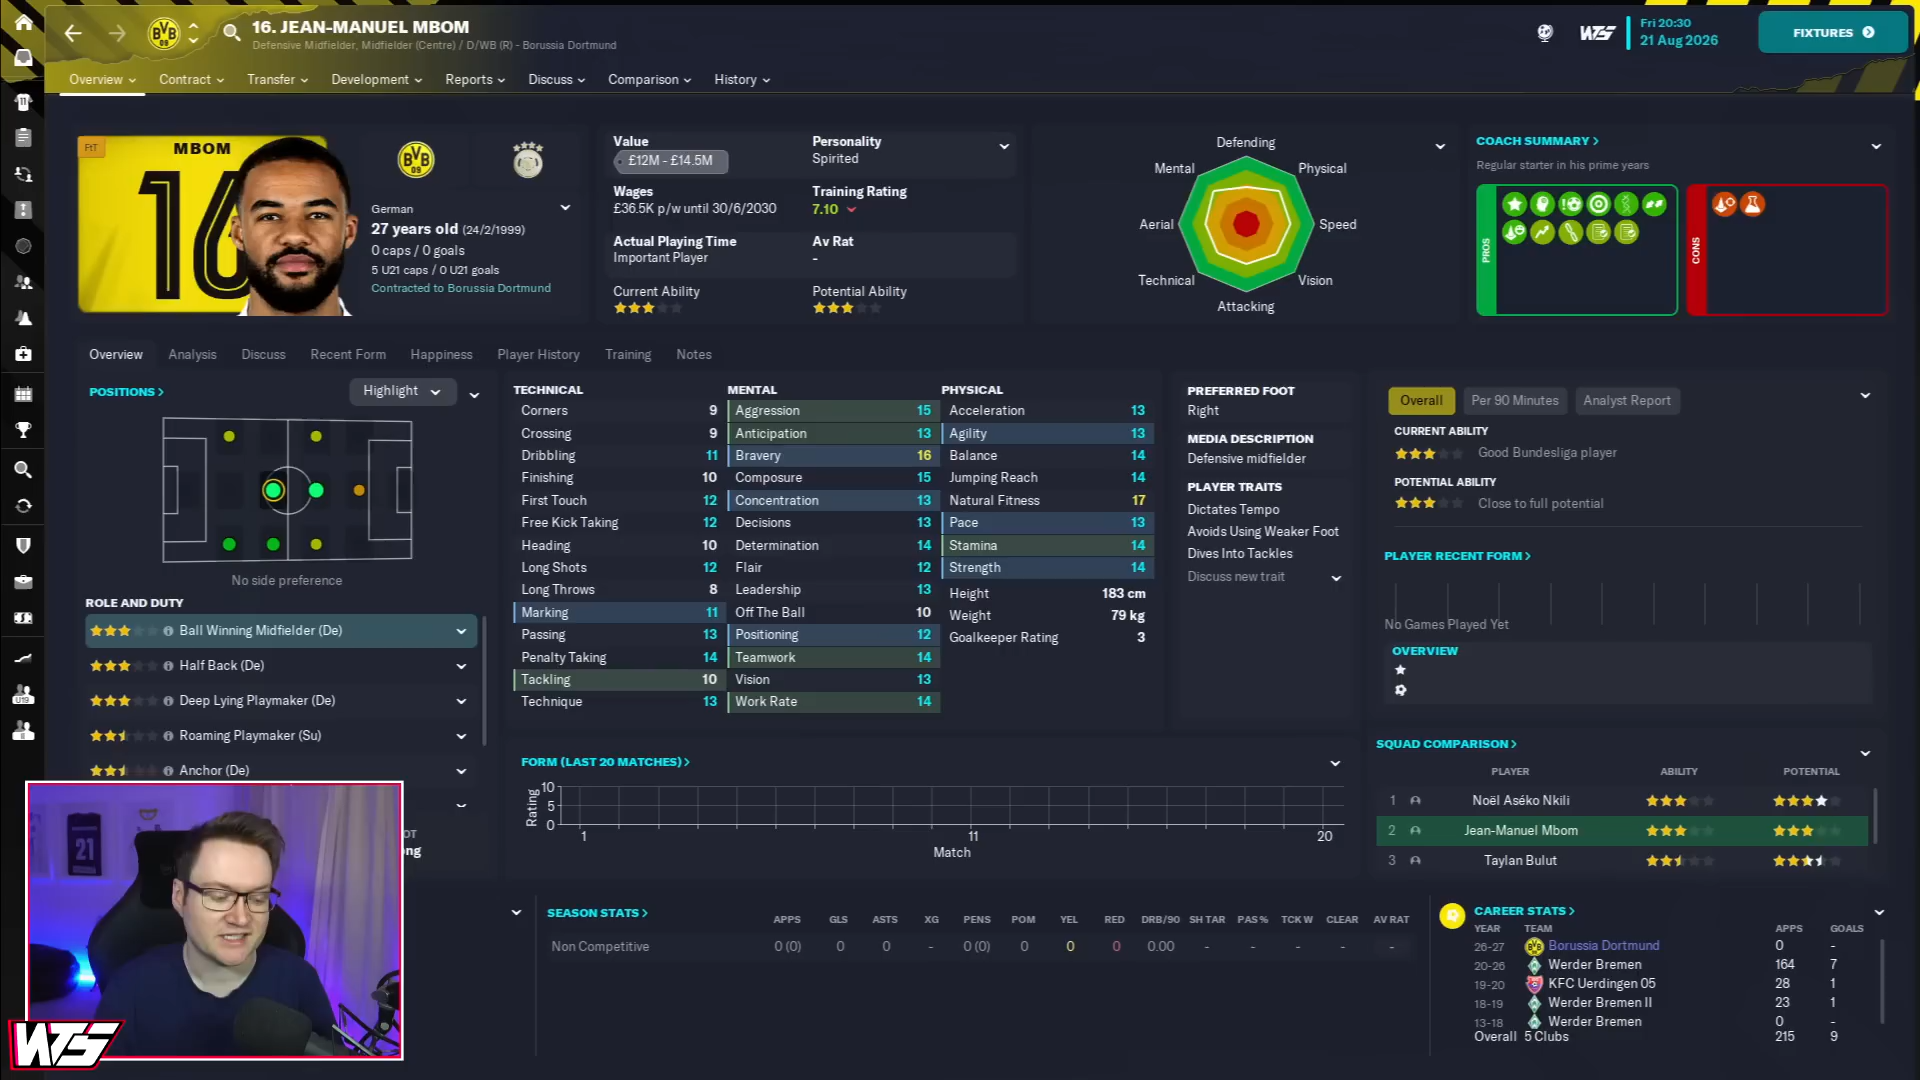 16. JEAN-MANUEL MBOM
Defensive Midfielder, Midfielder (Centre) / D/WB (R) - Borussia Dortmund
WTS
Fri 20:30
21 Aug 2026
FIXTURES
Overview
Contract
Transfer
Development
Reports
Discuss
Comparison
History
FtT
MBOM
16
BVB
09
German
27 years old (24/2/1999)
0 caps / 0 goals
5 U21 caps / 0 U21 goals
Contracted to Borussia Dortmund
Value
£12M - £14.5M
Personality
Spirited
Wages
£36.5K p/w until 30/6/2030
Training Rating
7.10
Actual Playing Time
Important Player
Av Rat
-
Current Ability
Potential Ability
Defending
Physical
Speed
Vision
Attacking
Technical
Aerial
Mental
COACH SUMMARY >
Regular starter in his prime years
PROS
CONS
Overview
Analysis
Discuss
Recent Form
Happiness
Player History
Training
Notes
POSITIONS >
Highlight
No side preference
ROLE AND DUTY
Ball Winning Midfielder (De)
Half Back (De)
Deep Lying Playmaker (De)
Roaming Playmaker (Su)
Anchor (De)
TECHNICAL
Corners 9
Crossing 9
Dribbling 11
Finishing 10
First Touch 12
Free Kick Taking 12
Heading 10
Long Shots 12
Long Throws 8
Marking 11
Passing 13
Penalty Taking 14
Tackling 10
Technique 13
MENTAL
Aggression 15
Anticipation 13
Bravery 16
Composure 15
Concentration 13
Decisions 13
Determination 14
Flair 12
Leadership 13
Off The Ball 10
Positioning 12
Teamwork 14
Vision 13
Work Rate 14
PHYSICAL
Acceleration 13
Agility 13
Balance 14
Jumping Reach 14
Natural Fitness 17
Pace 13
Stamina 14
Strength 14
Height 183 cm
Weight 79 kg
Goalkeeper Rating 3
PREFERRED FOOT
Right
MEDIA DESCRIPTION
Defensive midfielder
PLAYER TRAITS
Dictates Tempo
Avoids Using Weaker Foot
Dives Into Tackles
Discuss new trait
Overall
Per 90 Minutes
Analyst Report
CURRENT ABILITY
Good Bundesliga player
POTENTIAL ABILITY
Close to full potential
PLAYER RECENT FORM >
No Games Played Yet
OVERVIEW
FORM (LAST 20 MATCHES) >
Rating
10
5
0
1 11 20
Match
SQUAD COMPARISON >
PLAYER ABILITY POTENTIAL
1 Noël Aséko Nkili
2 Jean-Manuel Mbom
3 Taylan Bulut
21
WTS
SEASON STATS > APPS GLS ASTS XG PENS POM YEL RED DRB/90 SH TAR PAS % TCK W CLEAR AV RAT
Non Competitive 0 (0) 0 0 - 0 (0) 0 0 0 0.00 - - - - -
CAREER STATS >
YEAR TEAM APPS GOALS
26-27 Borussia Dortmund 0 -
20-26 Werder Bremen 164 7
19-20 KFC Uerdingen 05 28 1
18-19 Werder Bremen II 23 1
13-18 Werder Bremen 0 -
Overall 5 Clubs 215 9